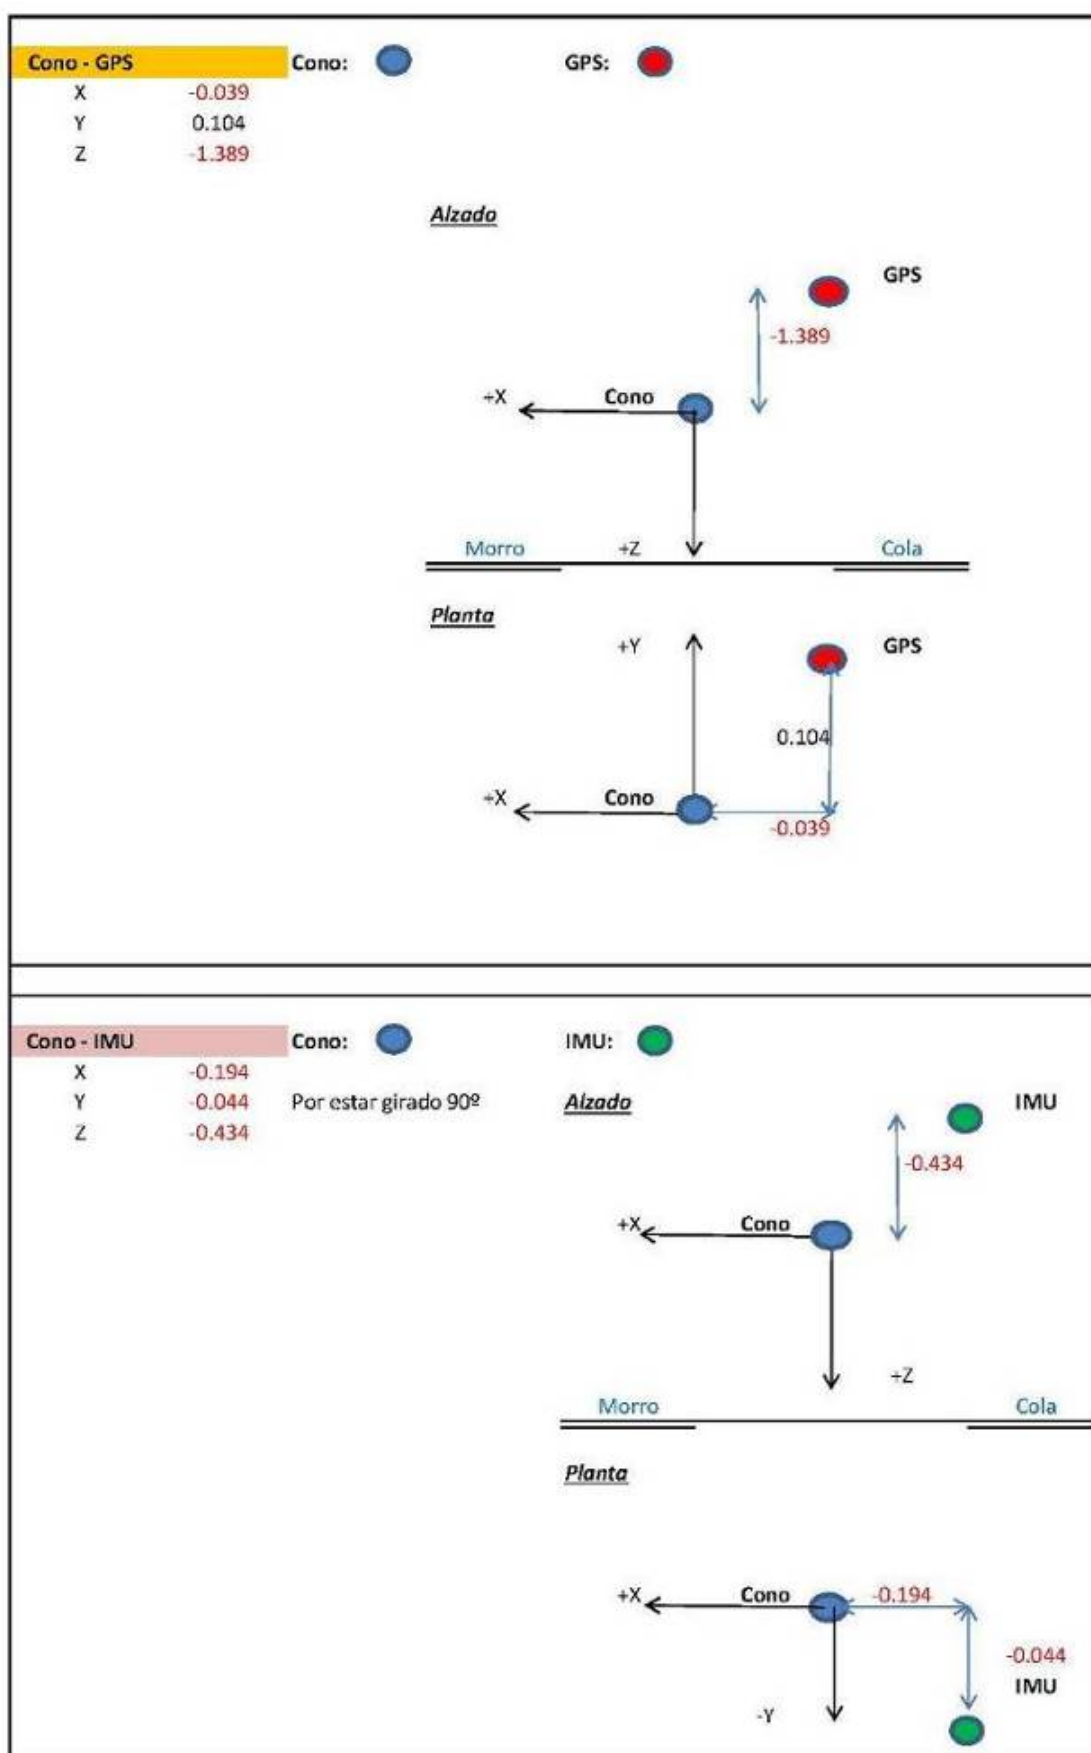 Cono - GPS Cono: GPS:
X -0.039
Y 0.104
Z -1.389
Alzado
GPS
-1.389
+X Cono
Morro +Z Cola
Planta
+Y GPS
0.104
+X Cono
-0.039
Cono - IMU Cono: IMU:
X -0.194
Y -0.044 Por estar girado 90º Alzado IMU
Z -0.434
-0.434
+X Cono
+Z
Morro Cola
Planta
+X Cono -0.194
-0.044
IMU
-Y